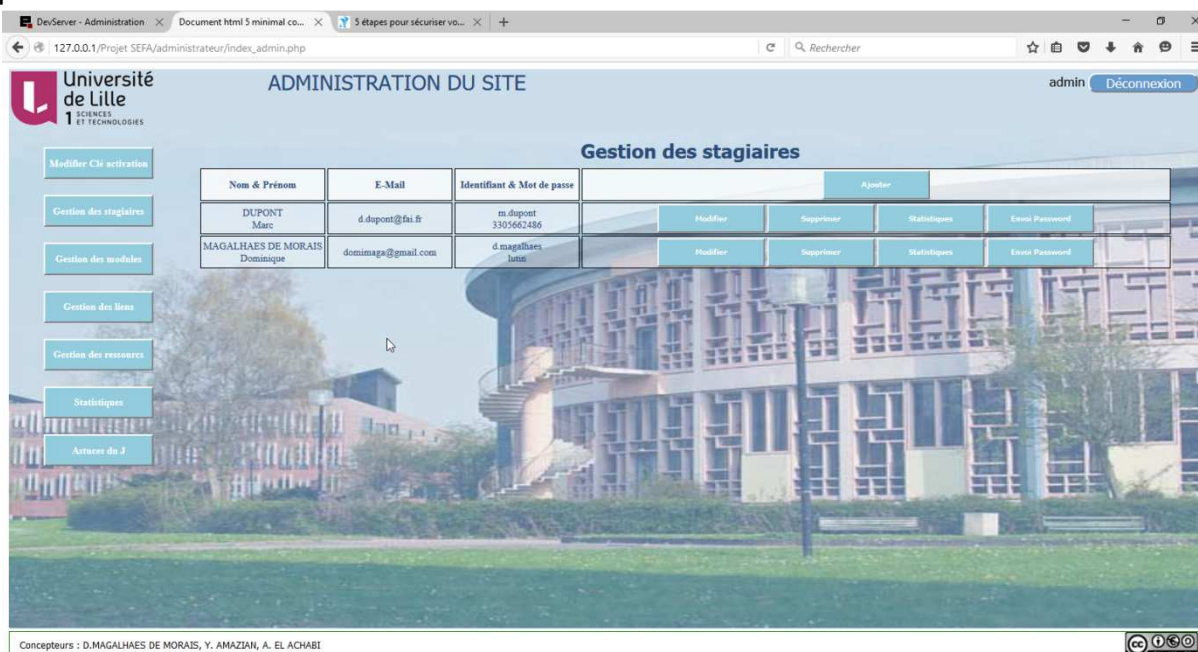 DevServer - Administration
Document html 5 minimal co...
5 étapes pour sécuriser vo...
127.0.0.1/Projet SEFA/administrateur/index_admin.php
Rechercher
Université
de Lille
1 SCIENCES
ET TECHNOLOGIES
ADMINISTRATION DU SITE
admin
Déconnexion
Modifier Clé activation
Gestion des stagiaires
Gestion des modules
Gestion des liens
Gestion des ressources
Statistiques
Astuces du J
Gestion des stagiaires
Nom & Prénom E-Mail Identifiant & Mot de passe Ajouter
DUPONT
Marc
d.dupont@fai.fr
m.dupont
3305662486
Modifier Supprimer Statistiques Envoi Password
MAGALHAES DE MORAIS
Dominique
domimaga@gmail.com
d.magalhaes
lutin
Modifier Supprimer Statistiques Envoi Password
Concepteurs : D.MAGALHAES DE MORAIS, Y. AMAZIAN, A. EL ACHABI
cc